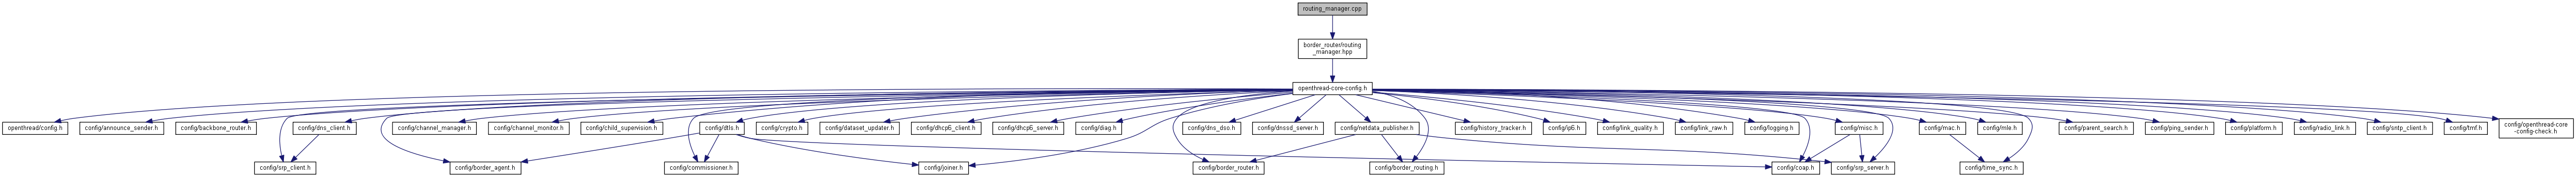 routing_manager.cpp
border_router/routing
_manager.hpp
openthread-core-config.h
openthread/config.h
config/announce_sender.h
config/backbone_router.h
config/dns_client.h
config/channel_manager.h
config/channel_monitor.h
config/child_supervision.h
config/dtls.h
config/crypto.h
config/dataset_updater.h
config/dhcp6_client.h
config/dhcp6_server.h
config/diag.h
config/dns_dso.h
config/dnssd_server.h
config/netdata_publisher.h
config/history_tracker.h
config/ip6.h
config/link_quality.h
config/link_raw.h
config/logging.h
config/misc.h
config/mac.h
config/mle.h
config/parent_search.h
config/ping_sender.h
config/platform.h
config/radio_link.h
config/sntp_client.h
config/tmf.h
config/openthread-core
-config-check.h
config/srp_client.h
config/border_agent.h
config/commissioner.h
config/joiner.h
config/border_router.h
config/border_routing.h
config/coap.h
config/srp_server.h
config/time_sync.h